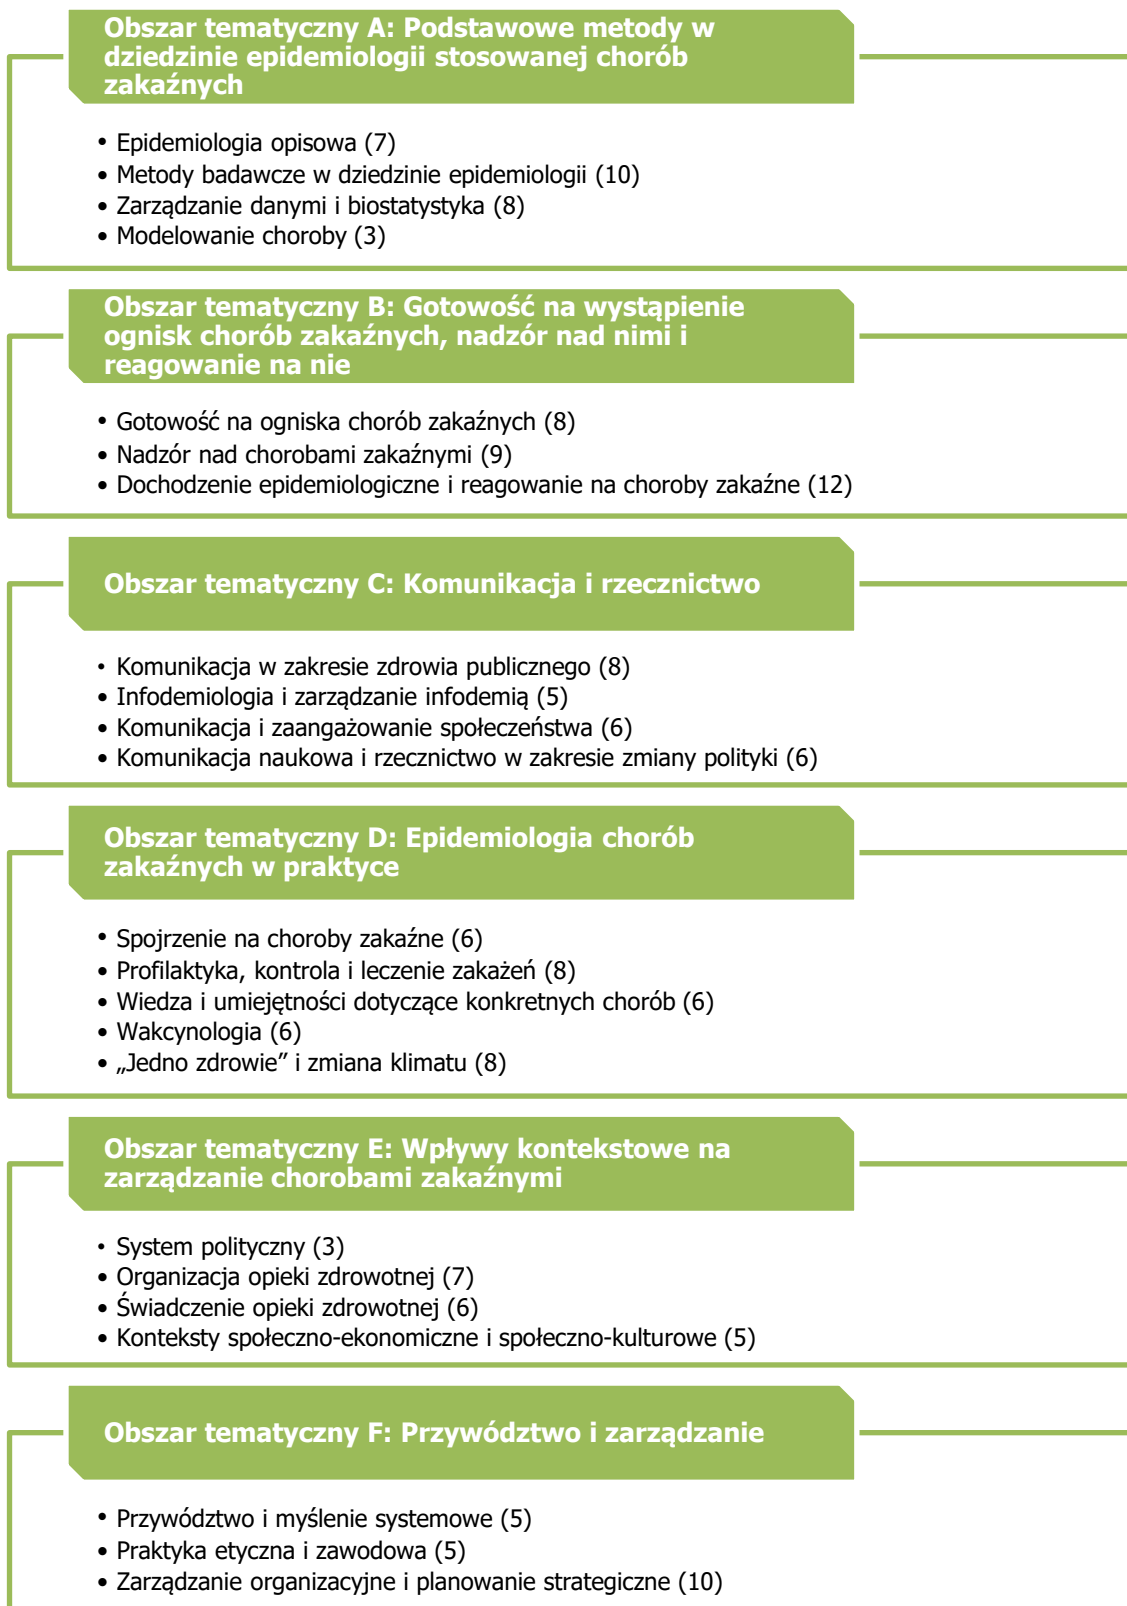 Obszar tematyczny A: Podstawowe metody w
dziedzinie epidemiologii stosowanej chorób
zakaźnych
• Epidemiologia opisowa (7)
• Metody badawcze w dziedzinie epidemiologii (10)
• Zarządzanie danymi i biostatystyka (8)
• Modelowanie choroby (3)
Obszar tematyczny B: Gotowość na wystąpienie
ognisk chorób zakaźnych, nadzór nad nimi i
reagowanie na nie
• Gotowość na ogniska chorób zakaźnych (8)
• Nadzór nad chorobami zakaźnymi (9)
• Dochodzenie epidemiologiczne i reagowanie na choroby zakaźne (12)
Obszar tematyczny C: Komunikacja i rzecznictwo
• Komunikacja w zakresie zdrowia publicznego (8)
• Infodemiologia i zarządzanie infodemią (5)
• Komunikacja i zaangażowanie społeczeństwa (6)
• Komunikacja naukowa i rzecznictwo w zakresie zmiany polityki (6)
Obszar tematyczny D: Epidemiologia chorób
zakaźnych w praktyce
• Spojrzenie na choroby zakaźne (6)
• Profilaktyka, kontrola i leczenie zakażeń (8)
• Wiedza i umiejętności dotyczące konkretnych chorób (6)
• Wakcynologia (6)
• „Jedno zdrowie” i zmiana klimatu (8)
Obszar tematyczny E: Wpływy kontekstowe na
zarządzanie chorobami zakaźnymi
• System polityczny (3)
• Organizacja opieki zdrowotnej (7)
• Świadczenie opieki zdrowotnej (6)
• Konteksty społeczno-ekonomiczne i społeczno-kulturowe (5)
Obszar tematyczny F: Przywództwo i zarządzanie
• Przywództwo i myślenie systemowe (5)
• Praktyka etyczna i zawodowa (5)
• Zarządzanie organizacyjne i planowanie strategiczne (10)